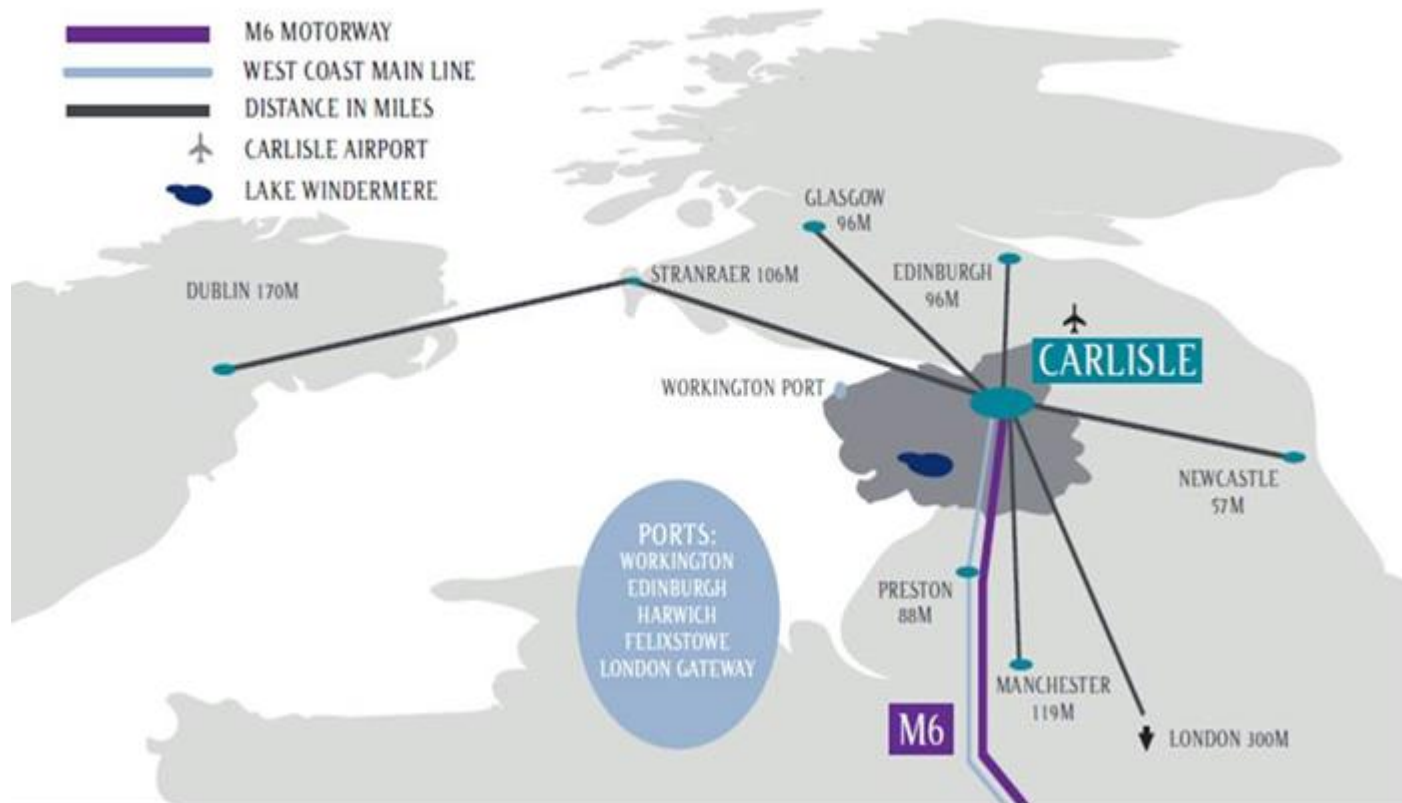 M6 MOTORWAY
WEST COAST MAIN LINE
DISTANCE IN MILES
CARLISLE AIRPORT
LAKE WINDERMERE
GLASGOW
96M
DUBLIN 170M
STRANRAER 106M
EDINBURGH
96M
CARLISLE
WORKINGTON PORT
NEWCASTLE
57M
PORTS:
WORKINGTON
EDINBURGH
HARWICH
FELIXSTOWE
LONDON GATEWAY
PRESTON
88M
MANCHESTER
119M
M6
LONDON 300M